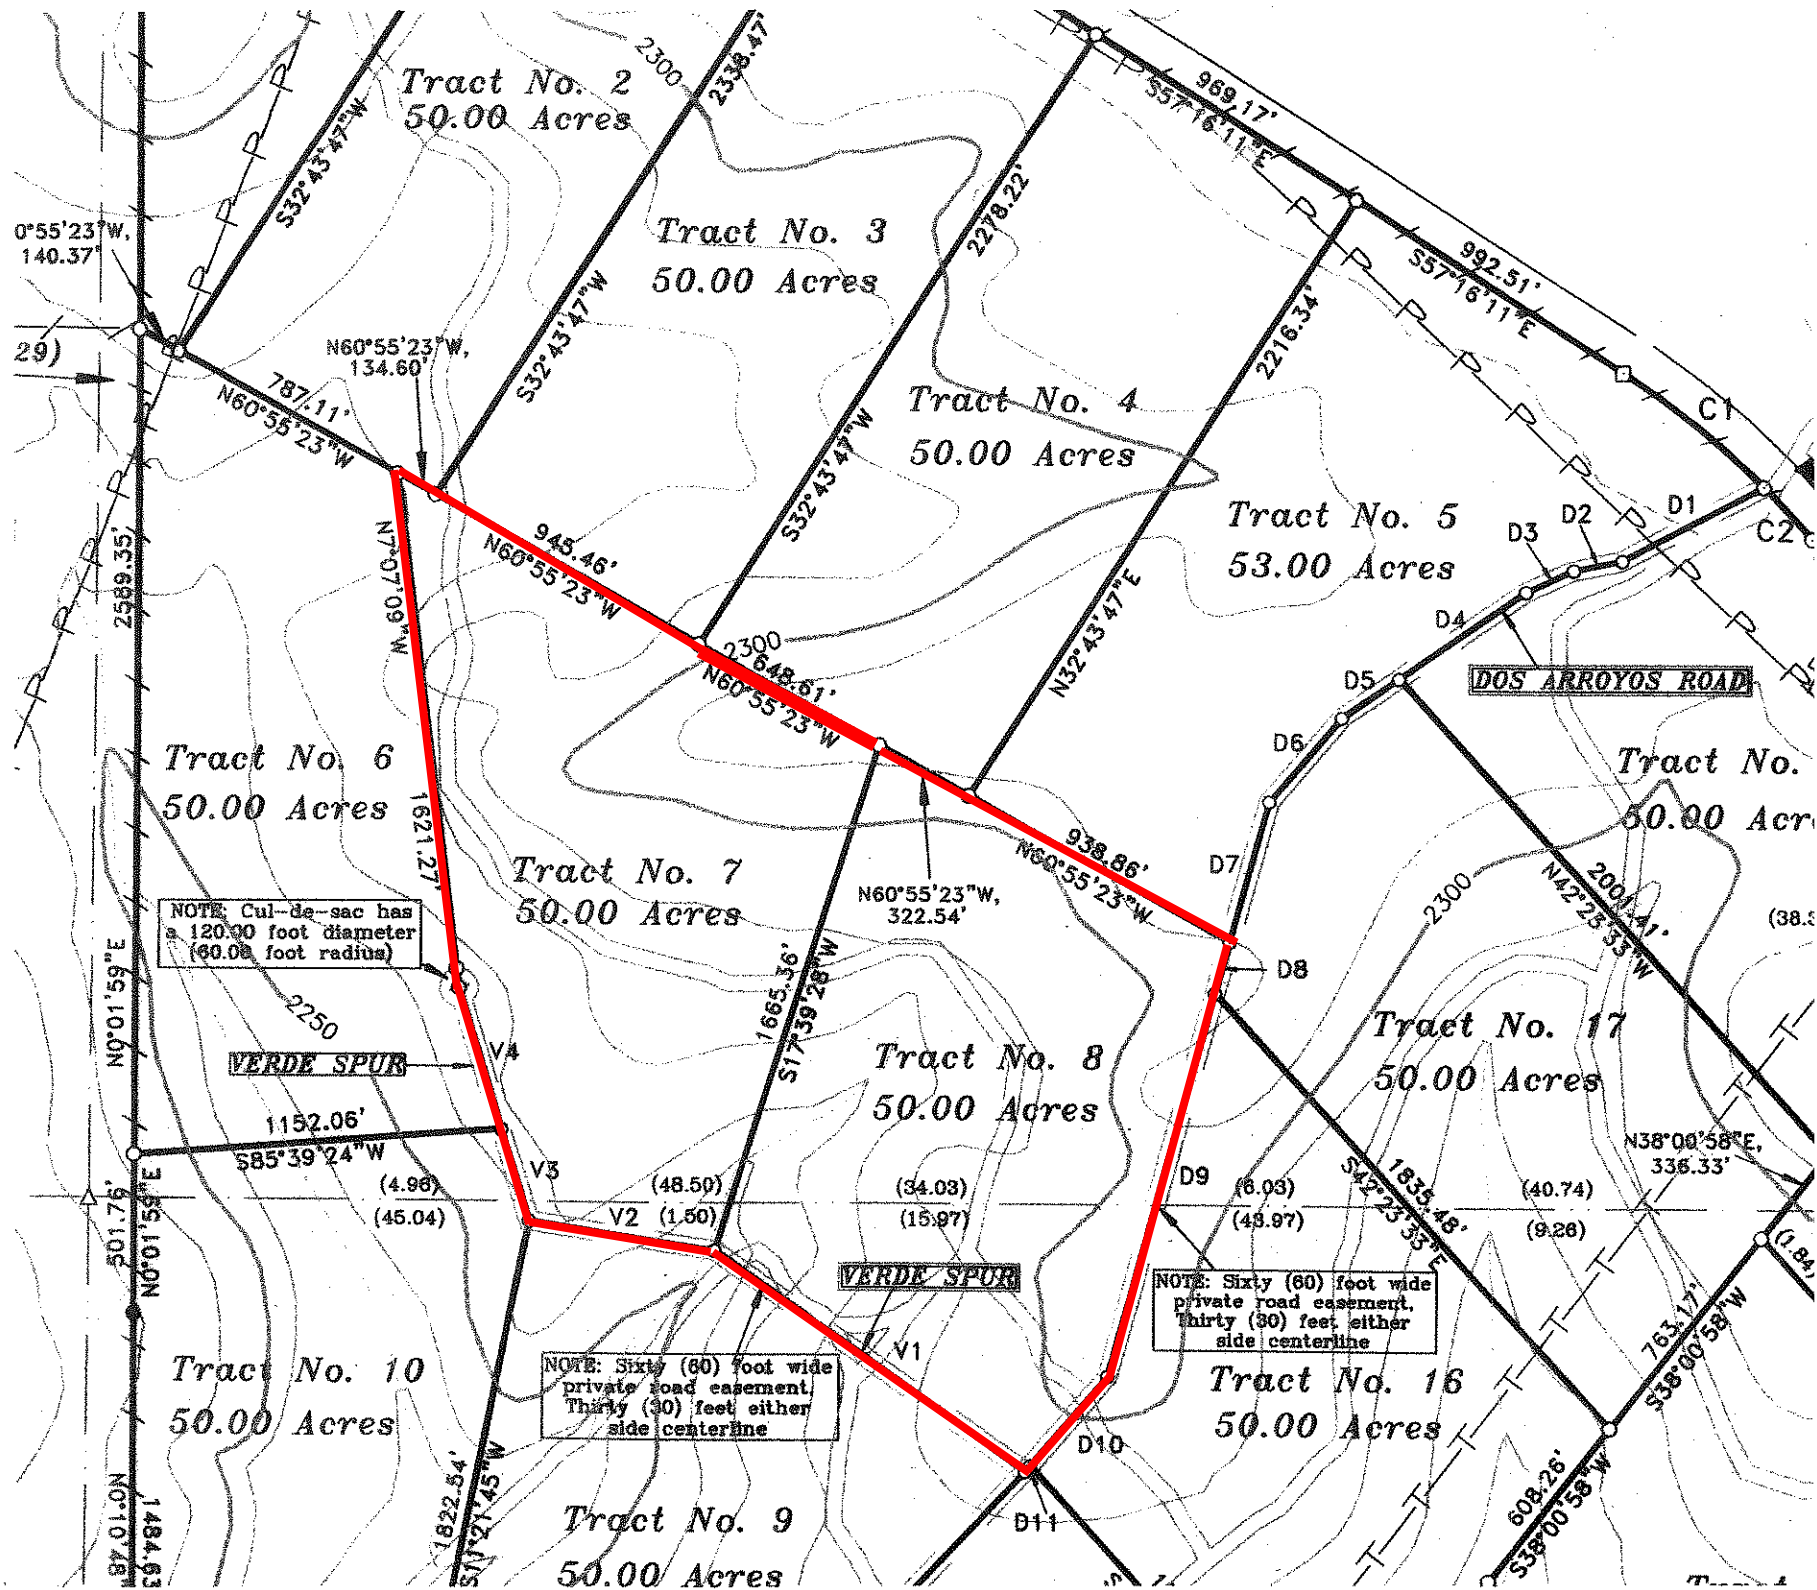 Tract No. 2
50.00 Acres
2300
2338.47'
S32°43'47"W
969.17'
S57°16'11"E
0°55'23"W,
140.37'
Tract No. 3
50.00 Acres
2278.22'
992.51'
S57°16'11"E
29)
N60°55'23"W,
134.60'
S32°43'47"W
2216.34'
787.11'
N60°55'23"W
Tract No. 4
50.00 Acres
C1
S32°43'47"W
Tract No. 5
53.00 Acres
D1
D2
D3
C2
2589.35'
N7°07'09"W
945.46'
N60°55'23"W
N32°43'47"E
D4
2300
648.61'
N60°55'23"W
D5
DOS ARROYOS ROAD
D6
Tract No. 6
50.00 Acres
Tract No.
50.00 Acr
1621.27'
938.86'
N60°55'23"W
D7
Tract No. 7
50.00 Acres
N60°55'23"W,
322.54'
2300
2001.41'
N42°23'33"W
(38.
NOTE: Cul-de-sac has
a 120.00 foot diameter
(60.00 foot radius)
N0°01'59"E
1665.36'
S17°39'28"W
D8
2250
VERDE SPUR
V4
Tract No. 8
50.00 Acres
Tract No. 17
50.00 Acres
1152.06'
S85°39'24"W
V3
N38°00'58"E,
336.33'
(4.96)
(48.50)
(34.03)
D9
(6.03)
(40.74)
(45.04)
V2
(1.50)
(15.97)
(43.97)
(9.26)
1835.48'
S42°23'33"E
501.76'
N0°01'59"E
(1.84)
VERDE SPUR
NOTE: Sixty (60) foot wide
private road easement,
Thirty (30) feet either
side centerline
763.17'
S38°00'58"W
V1
NOTE: Sixty (60) foot wide
private road easement,
Thirty (30) feet either
side centerline
Tract No. 10
50.00 Acres
Tract No. 16
50.00 Acres
D10
1822.54'
S11°21'45"W
N0°10'48"
1484.63
Tract No. 9
50.00 Acres
D11
608.26'
S38°00'58"W
Tract